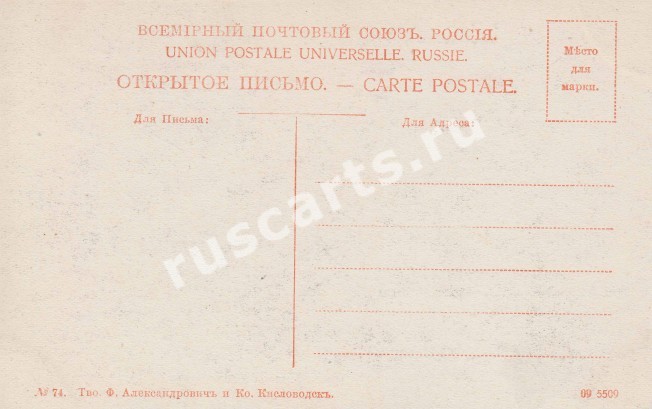 ВСЕМІРНЫЙ ПОЧТОВЫЙ СОЮЗЪ. РОССІЯ.
UNION POSTALE UNIVERSELLE. RUSSIE.
ОТКРЫТОЕ ПИСЬМО. — CARTE POSTALE.
Мѣсто
для
марки.
Для Письма:
Для Адреса:
ruscarts.ru
№ 74. Тво. Ф. Александровичъ и Ко. Кисловодскъ.
09 5509